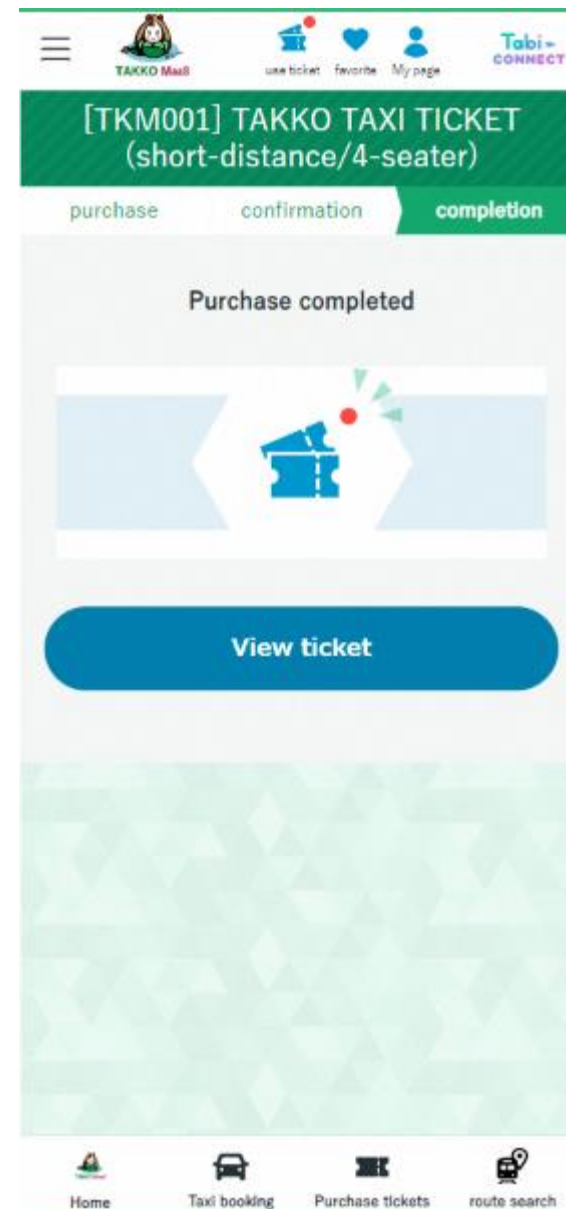 TAKKO MaaS
use ticket favorite My page
Tabi-
CONNECT
[TKM001] TAKKO TAXI TICKET
(short-distance/4-seater)
purchase confirmation completion
Purchase completed
View ticket
Home Taxi booking Purchase tickets route search